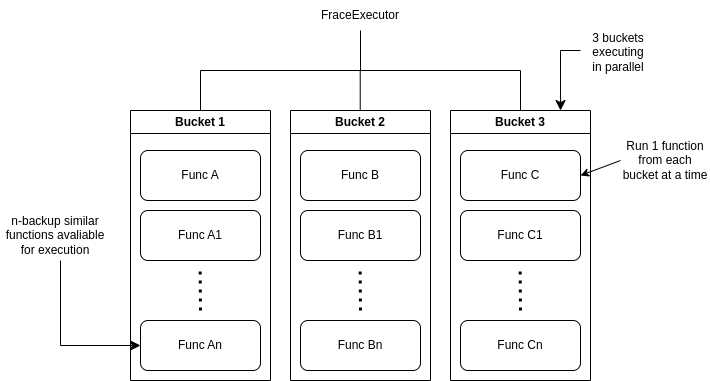 FraceExecutor
3 buckets
executing
in parallel
Bucket 1
Bucket 2
Bucket 3
Func A
Func B
Func C
Run 1 function
from each
bucket at a time
n-backup similar
functions avaliable
for execution
Func A1
Func B1
Func C1
Func An
Func Bn
Func Cn